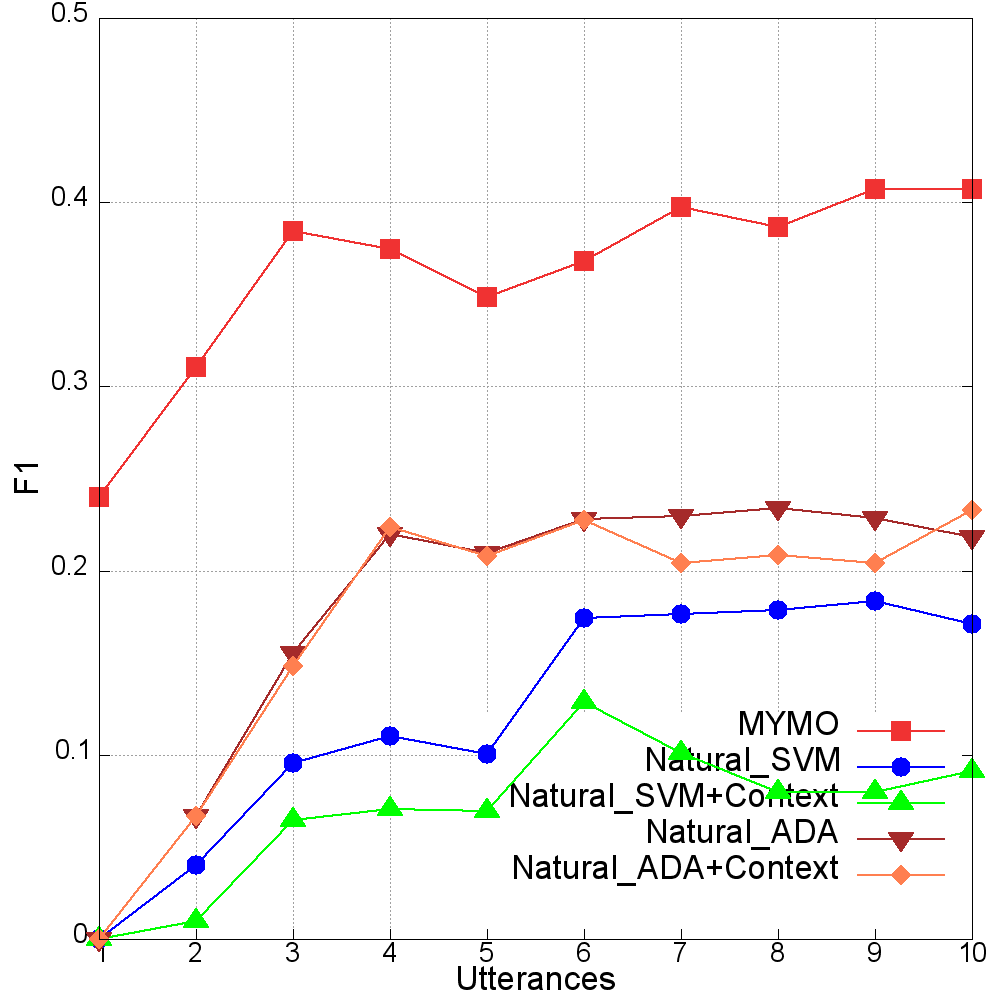 0.5
0.4
0.3
0.2
0.1
0
F1
1 2 3 4 5 6 7 8 9 10
Utterances
MYMO
Natural_SVM
Natural_SVM+Context
Natural_ADA
Natural_ADA+Context